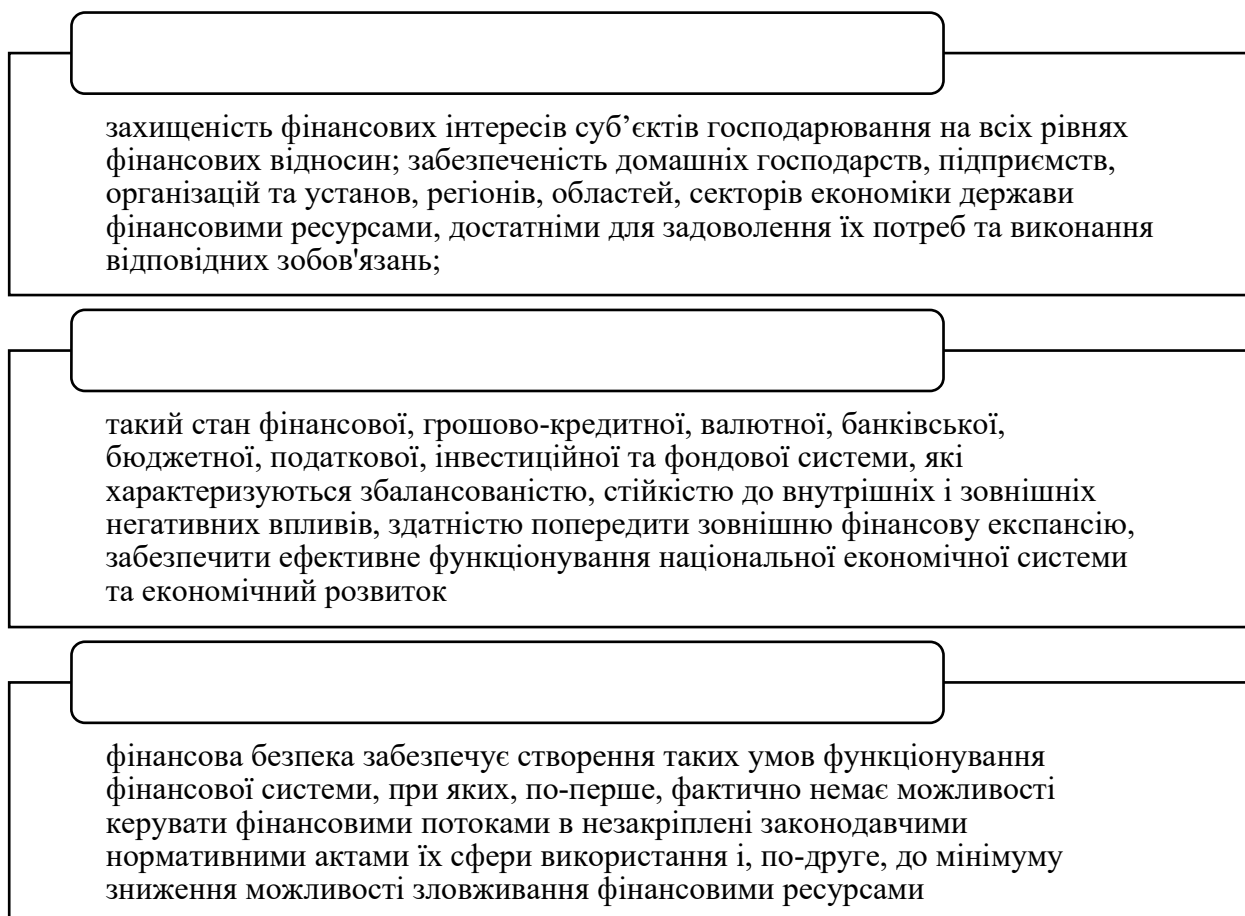 захищеність фінансових інтересів суб’єктів господарювання на всіх рівнях
фінансових відносин; забезпеченість домашніх господарств, підприємств,
організацій та установ, регіонів, областей, секторів економіки держави
фінансовими ресурсами, достатніми для задоволення їх потреб та виконання
відповідних зобов'язань;
такий стан фінансової, грошово-кредитної, валютної, банківської,
бюджетної, податкової, інвестиційної та фондової системи, які
характеризуються збалансованістю, стійкістю до внутрішніх і зовнішніх
негативних впливів, здатністю попередити зовнішню фінансову експансію,
забезпечити ефективне функціонування національної економічної системи
та економічний розвиток
фінансова безпека забезпечує створення таких умов функціонування
фінансової системи, при яких, по-перше, фактично немає можливості
керувати фінансовими потоками в незакріплені законодавчими
нормативними актами їх сфери використання і, по-друге, до мінімуму
зниження можливості зловживання фінансовими ресурсами